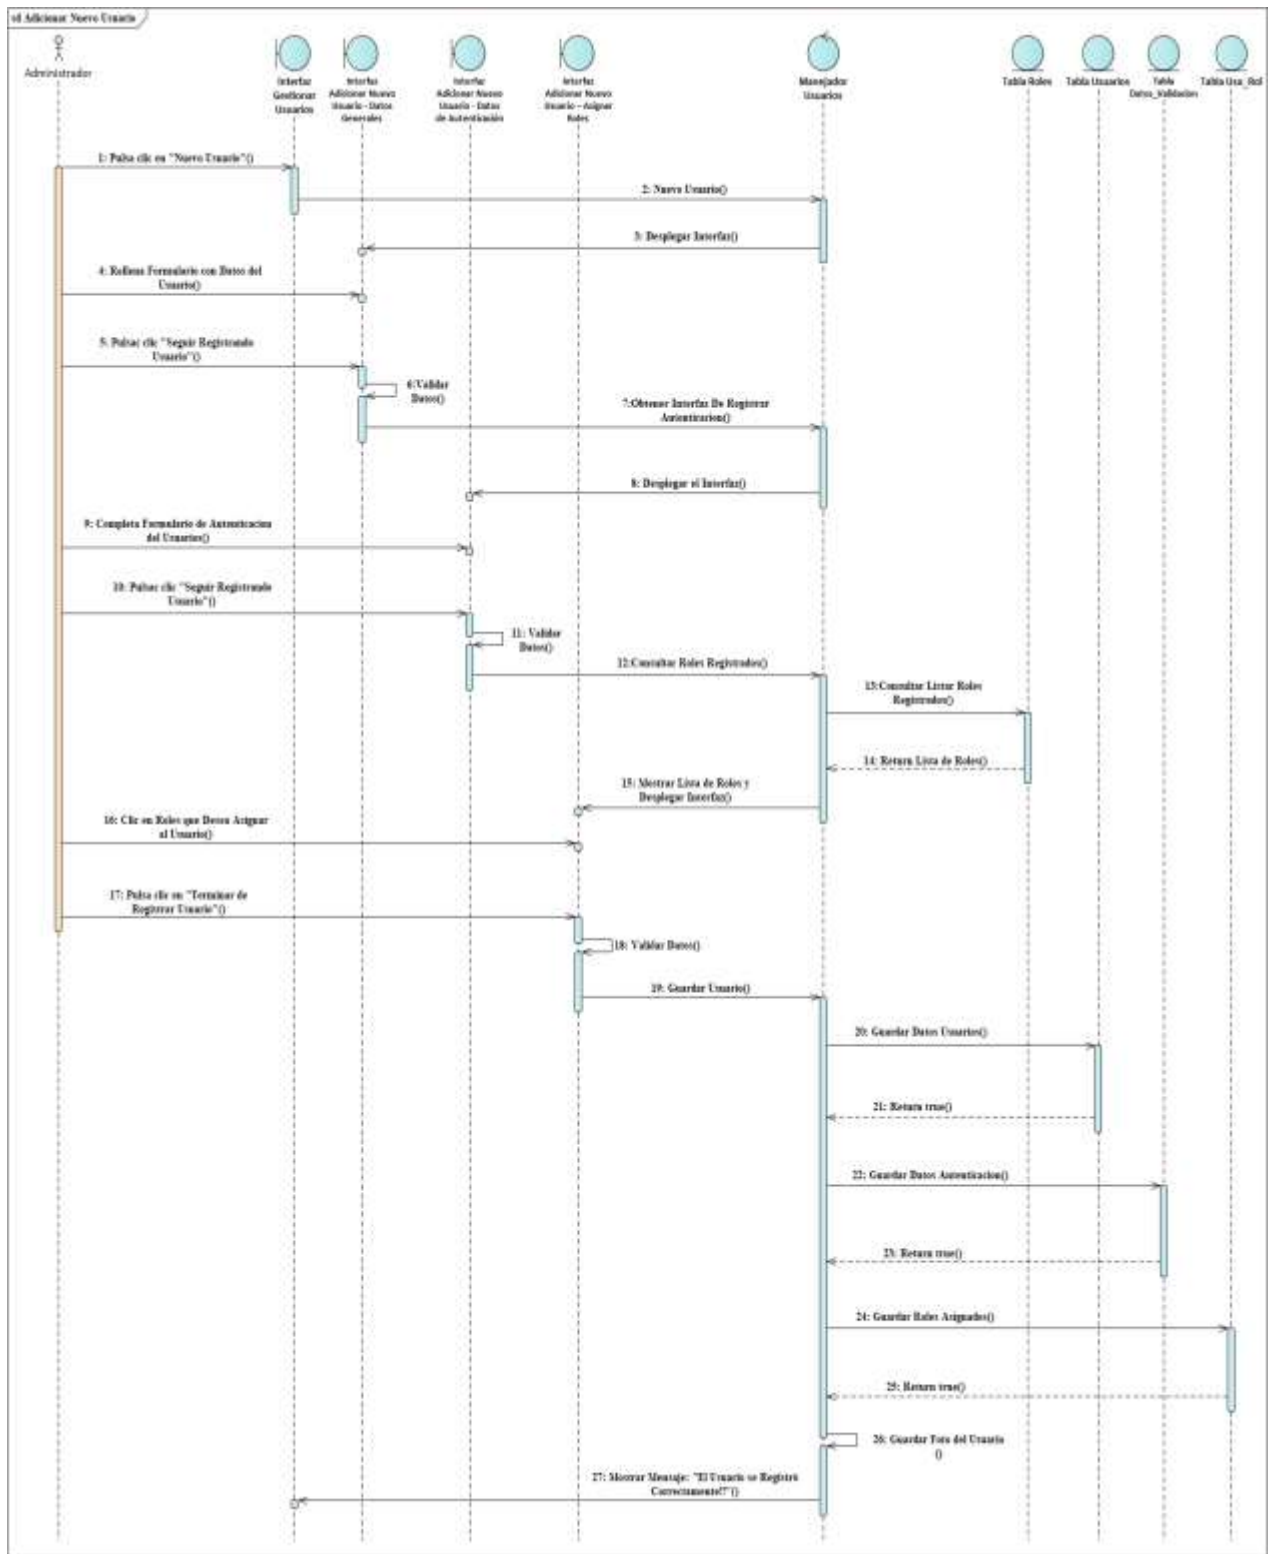 sd Adicionar Nuevo Usuario
Administrador
Interfaz
Gestionar
Usuarios
Interfaz
Adicionar Nuevo
Usuario - Datos
Generales
Interfaz
Adicionar Nuevo
Usuario - Datos
de Autenticación
Interfaz
Adicionar Nuevo
Usuario - Asignar
Roles
Manejador
Usuarios
Tabla Roles
Tabla Usuarios
Tabla
Datos_Validacion
Tabla Usu_Rol
1: Pulsa clic en "Nuevo Usuario"()
2: Nuevo Usuario()
3: Desplegar Interfaz()
4: Rellena Formulario con Datos del
Usuario()
5: Pulsar clic "Seguir Registrando
Usuario"()
6:Validar
Datos()
7:Obtener Interfaz De Registrar
Autenticacion()
8: Desplegar el Interfaz()
9: Completa Formulario de Autenticacion
del Usuarios()
10: Pulsar clic "Seguir Registrando
Usuario"()
11: Validar
Datos()
12:Consultar Roles Registrados()
13:Consultar Listar Roles
Registrados()
14: Return Lista de Roles()
15: Mostrar Lista de Roles y
Desplegar Interfaz()
16: Clic en Roles que Desea Asignar
al Usuario()
17: Pulsa clic en "Terminar de
Registrar Usuario"()
18: Validar Datos()
19: Guardar Usuario()
20: Guardar Datos Usuarios()
21: Return true()
22: Guardar Datos Autenticacion()
23: Return true()
24: Guardar Roles Asignados()
25: Return true()
26: Guardar Foto del Usuario
()
27: Mostrar Mensaje: "El Usuario se Registró
Correctamente!!"()